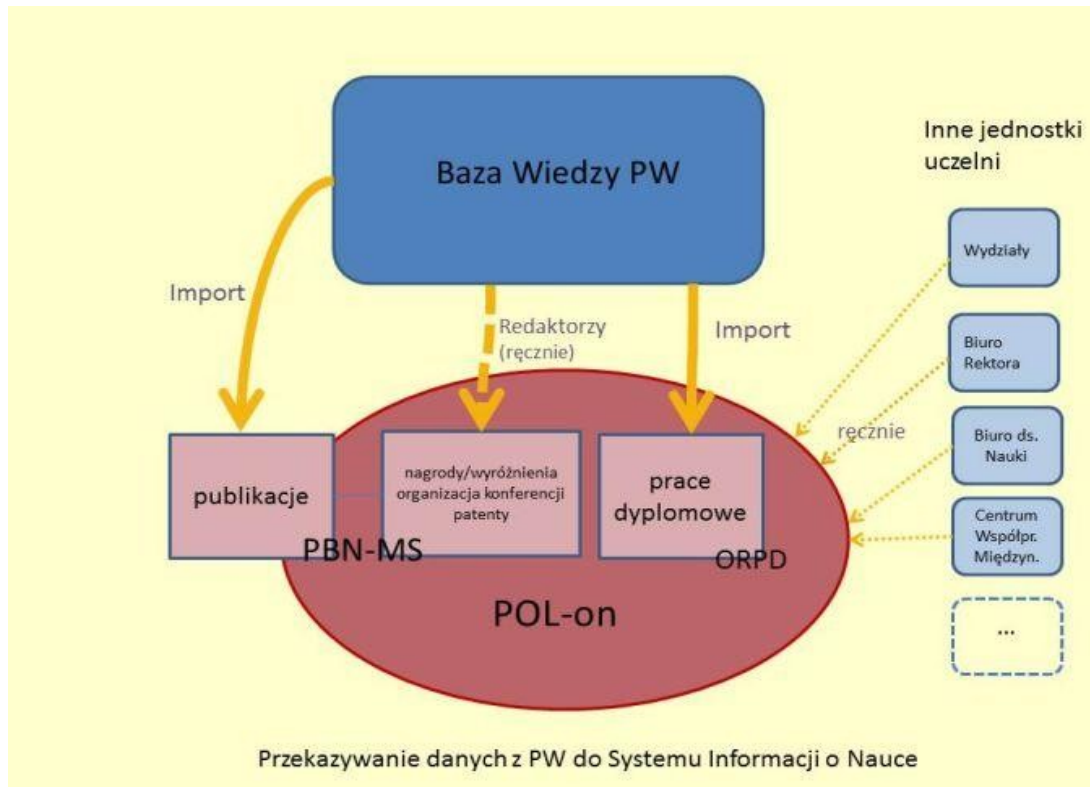 Baza Wiedzy PW
Inne jednostki
uczelni
Wydziały
Import
Redaktorzy
(ręcznie)
Import
Biuro
Rektora
ręcznie
Biuro ds.
Nauki
publikacje
nagrody/wyróżnienia
organizacja konferencji
patenty
prace
dyplomowe
Centrum
Współpr.
Międzyn.
PBN-MS
ORPD
POL-on
...
Przekazywanie danych z PW do Systemu Informacji o Nauce